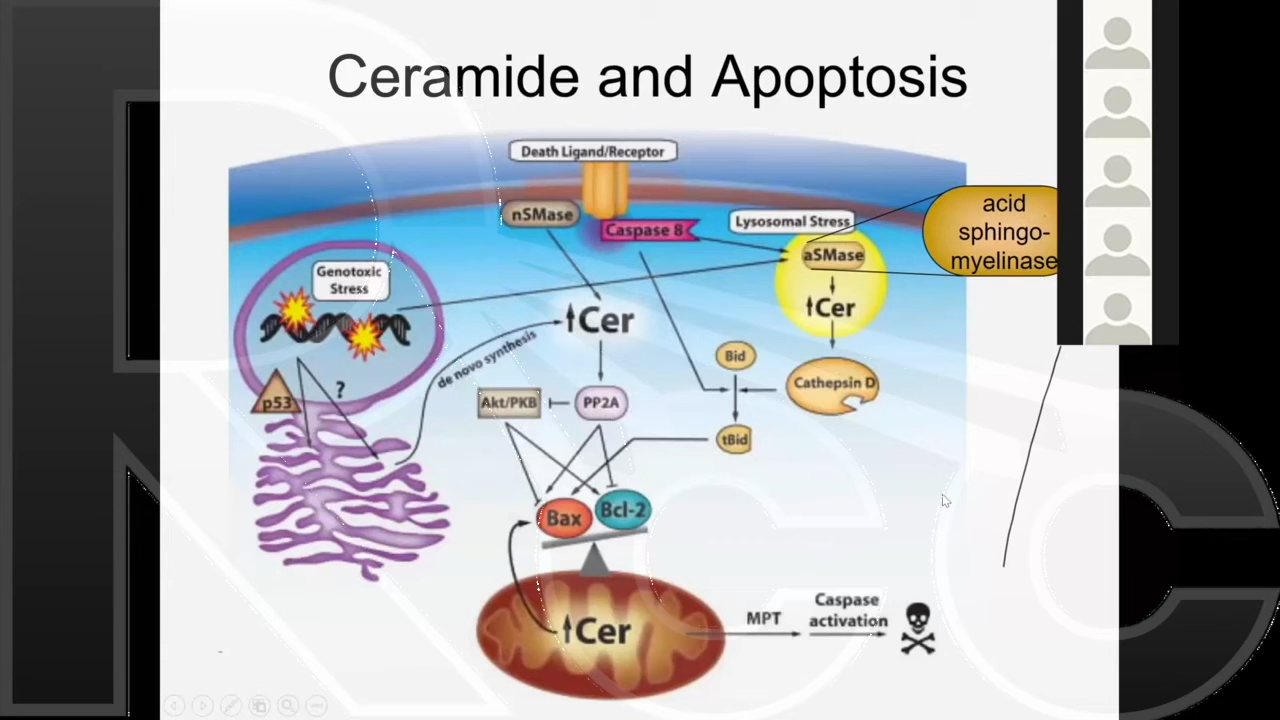 Ceramide and Apoptosis
Death Ligand/Receptor
nSMase
Caspase 8
Lysosomal Stress
aSMase
acid
sphingo-
myelinase
Genotoxic
Stress
↑Cer
↑Cer
de novo synthesis
?
p53
Bid
Cathepsin D
Akt/PKB
PP2A
tBid
Bax
Bcl-2
↑Cer
MPT
Caspase
activation
RCC